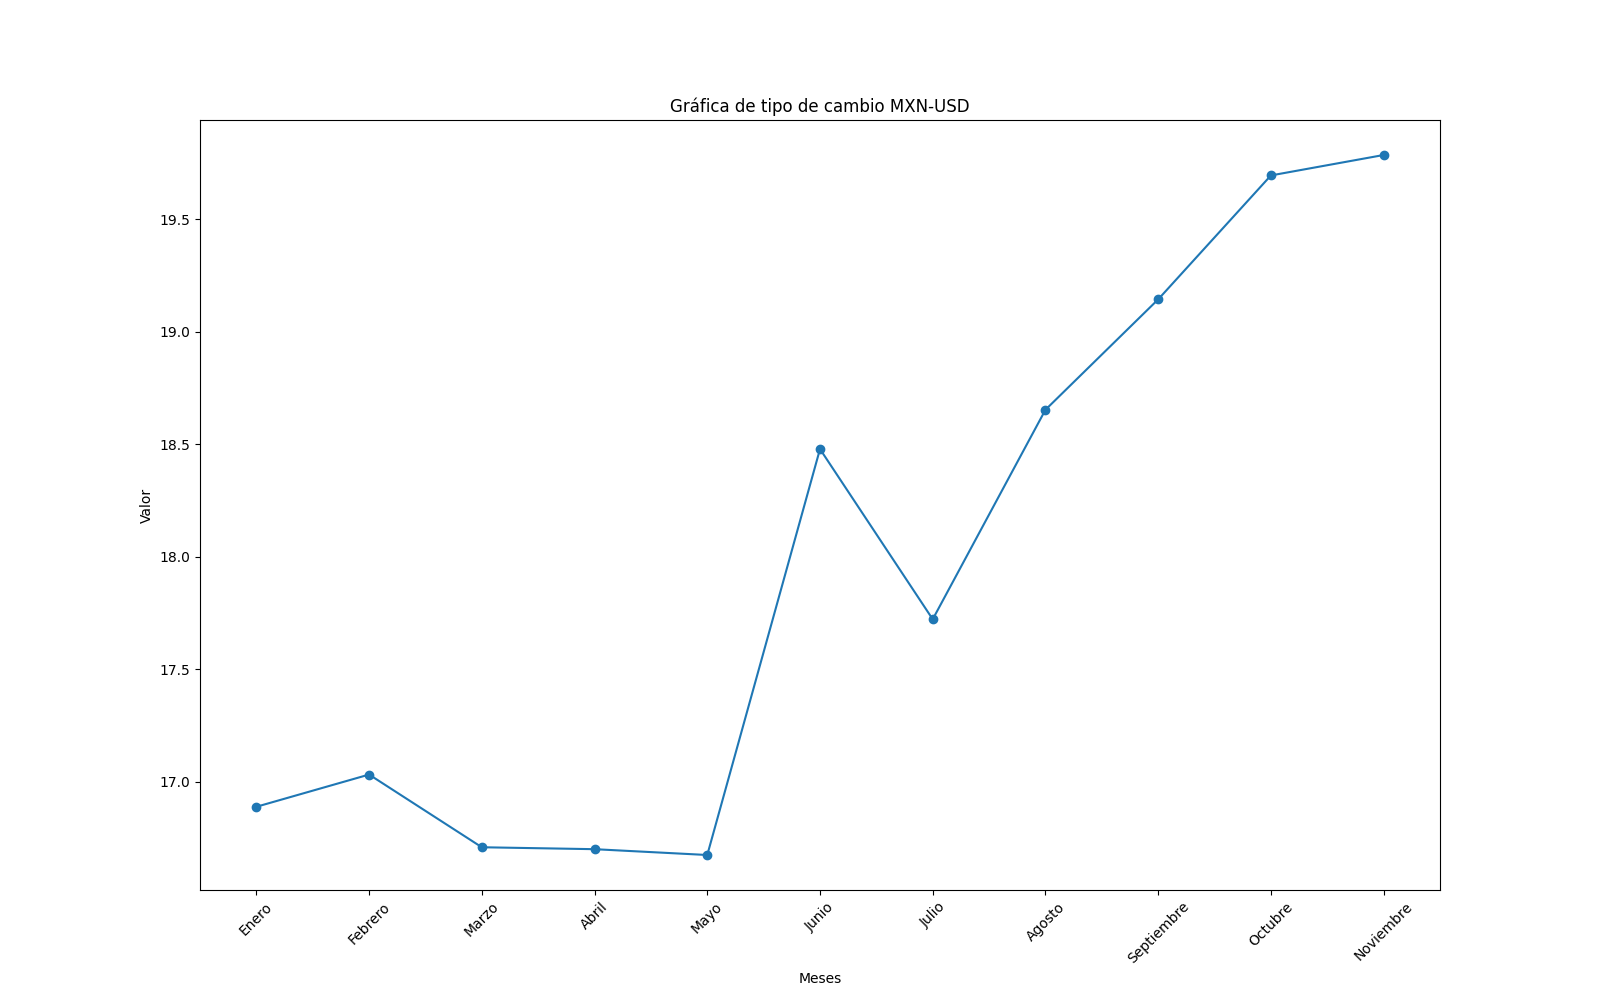 Gráfica de tipo de cambio MXN-USD
Valor
19.5
19.0
18.5
18.0
17.5
17.0
Enero
Febrero
Marzo
Abril
Mayo
Junio
Julio
Agosto
Septiembre
Octubre
Noviembre
Meses